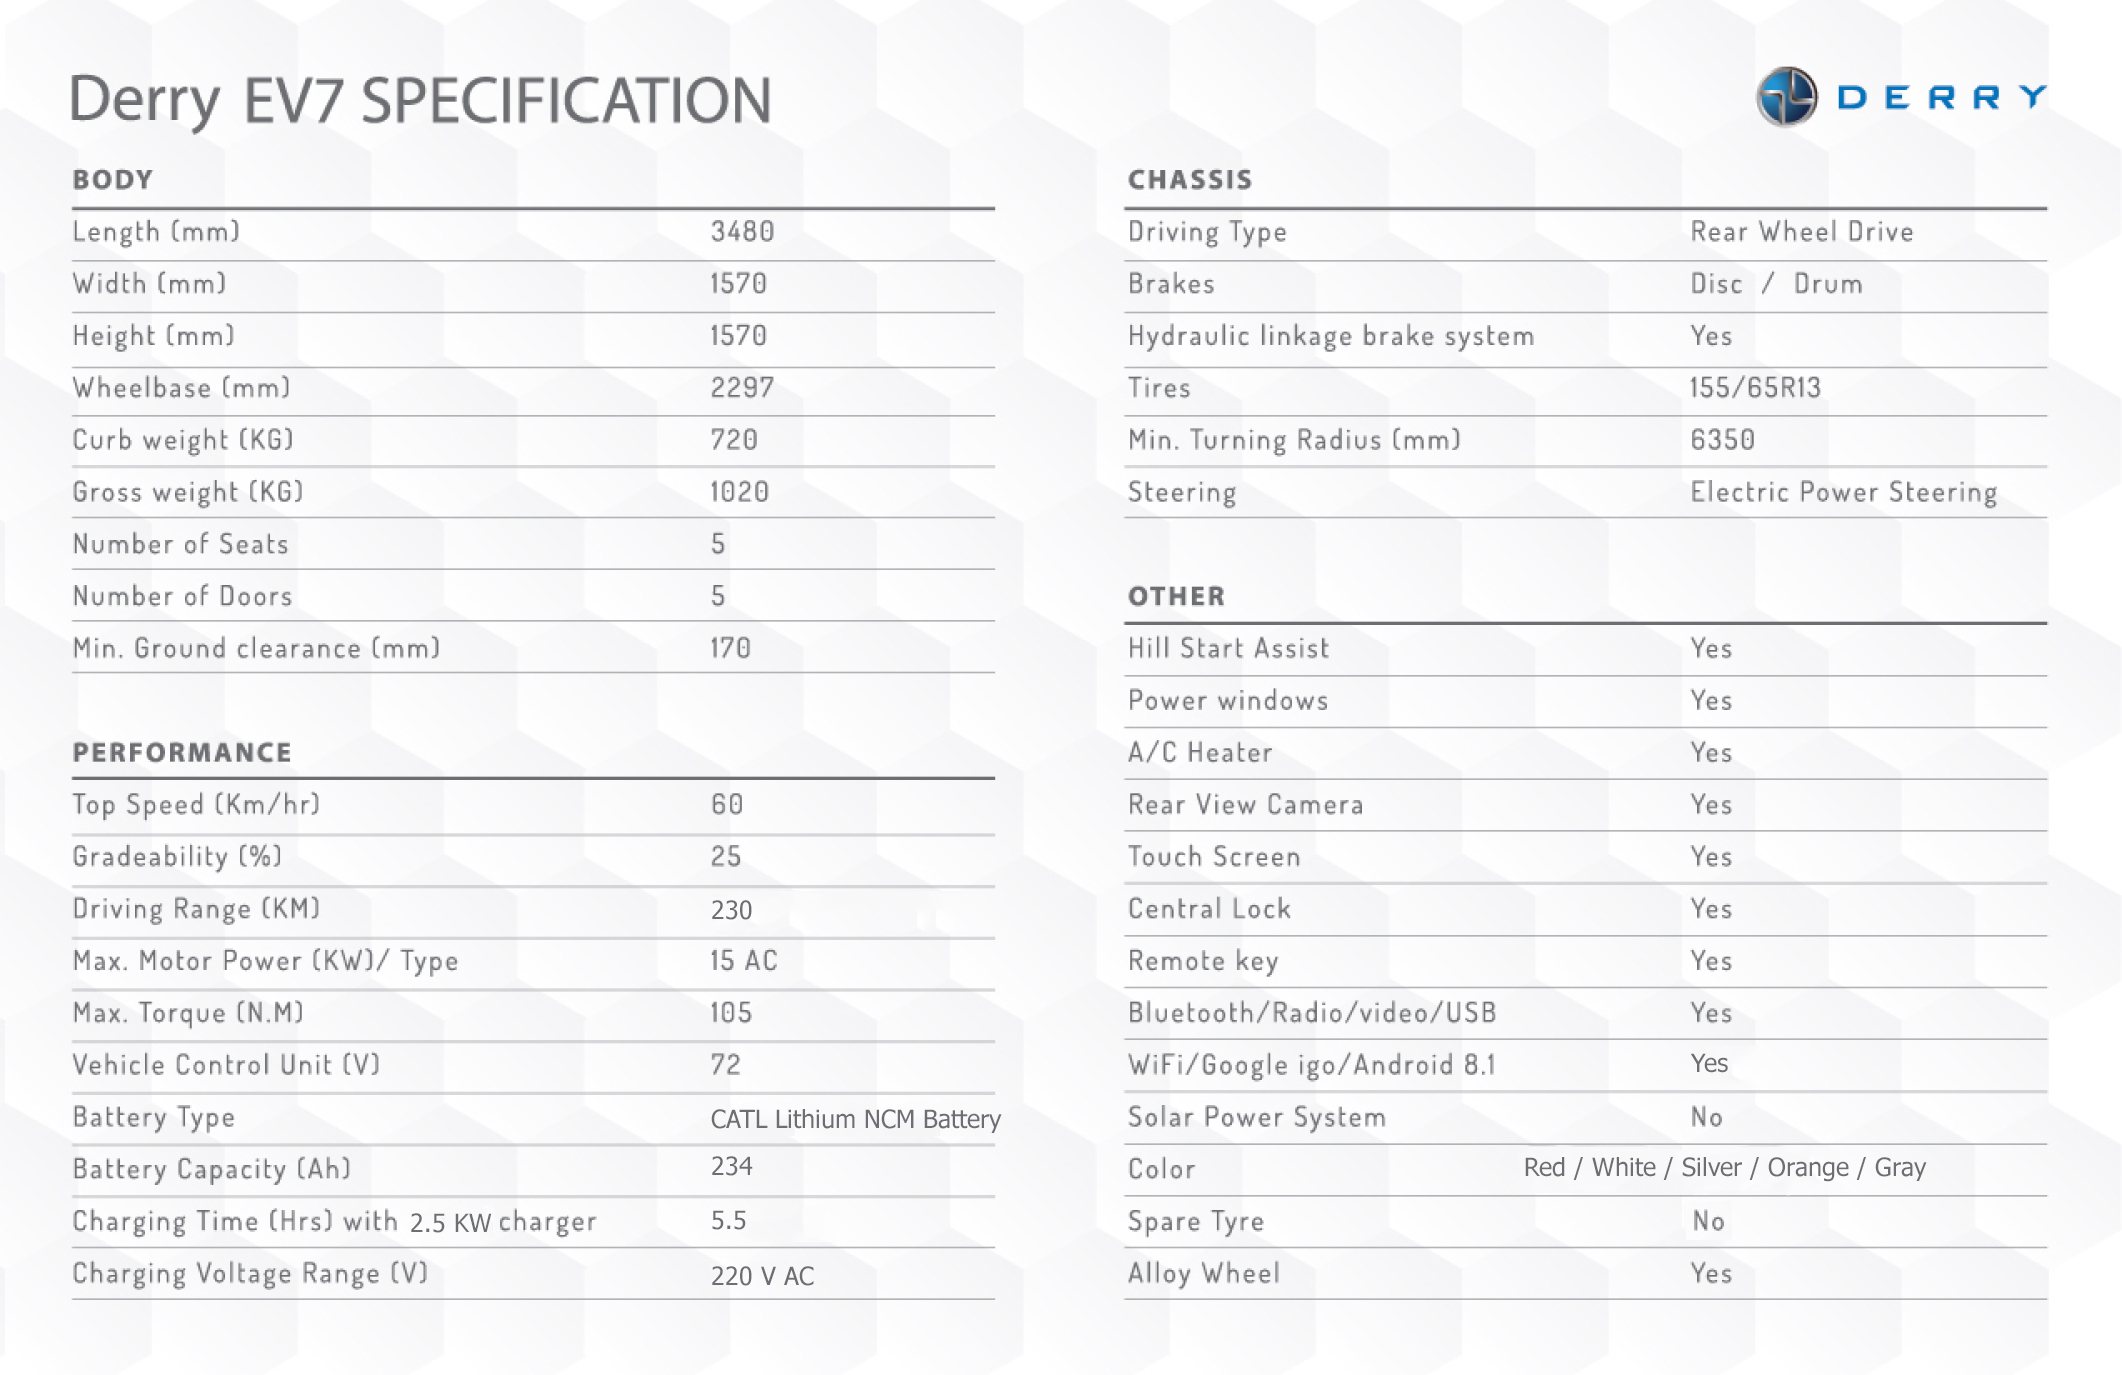 Derry EV7 SPECIFICATION
DERRY
BODY
Length (mm) 3480
Width (mm) 1570
Height (mm) 1570
Wheelbase (mm) 2297
Curb weight (KG) 720
Gross weight (KG) 1020
Number of Seats 5
Number of Doors 5
Min. Ground clearance (mm) 170
PERFORMANCE
Top Speed (Km/hr) 60
Gradeability (%) 25
Driving Range (KM) 230
Max. Motor Power (KW)/ Type 15 AC
Max. Torque (N.M) 105
Vehicle Control Unit (V) 72
Battery Type CATL Lithium NCM Battery
Battery Capacity (Ah) 234
Charging Time (Hrs) with 2.5 KW charger 5.5
Charging Voltage Range (V) 220 V AC
CHASSIS
Driving Type Rear Wheel Drive
Brakes Disc / Drum
Hydraulic linkage brake system Yes
Tires 155/65R13
Min. Turning Radius (mm) 6350
Steering Electric Power Steering
OTHER
Hill Start Assist Yes
Power windows Yes
A/C Heater Yes
Rear View Camera Yes
Touch Screen Yes
Central Lock Yes
Remote key Yes
Bluetooth/Radio/video/USB Yes
WiFi/Google igo/Android 8.1 Yes
Solar Power System No
Color Red / White / Silver / Orange / Gray
Spare Tyre No
Alloy Wheel Yes